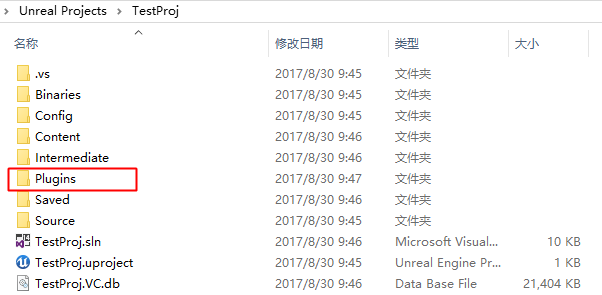 Unreal Projects > TestProj
名称 修改日期 类型 大小
.vs 2017/8/30 9:45 文件夹
Binaries 2017/8/30 9:45 文件夹
Config 2017/8/30 9:45 文件夹
Content 2017/8/30 9:46 文件夹
Intermediate 2017/8/30 9:46 文件夹
Plugins 2017/8/30 9:47 文件夹
Saved 2017/8/30 9:46 文件夹
Source 2017/8/30 9:45 文件夹
TestProj.sln 2017/8/30 9:46 Microsoft Visual... 10 KB
TestProj.uproject 2017/8/30 9:46 Unreal Engine Pr... 1 KB
TestProj.VC.db 2017/8/30 9:46 Data Base File 21,404 KB